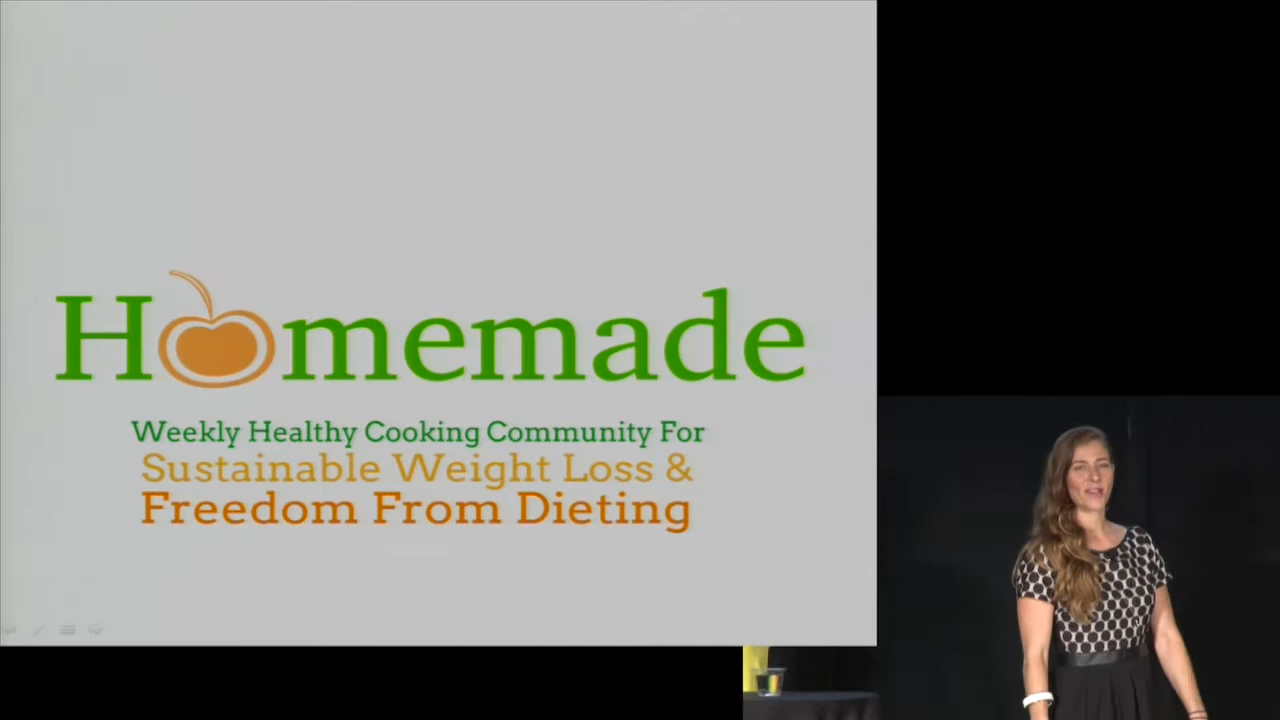 Homemade
Weekly Healthy Cooking Community For
Sustainable Weight Loss &
Freedom From Dieting